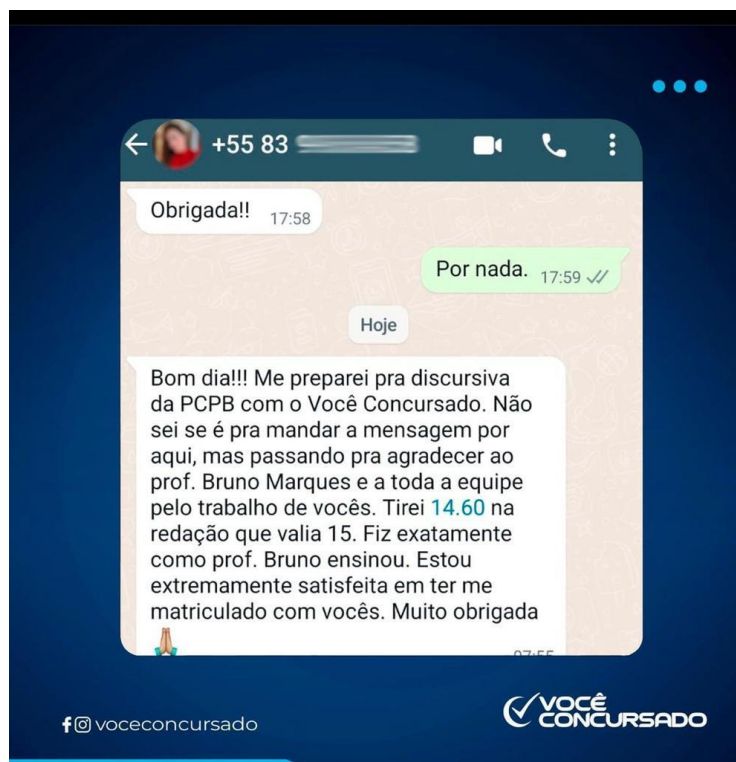 +55 83
Obrigada!! 17:58
Por nada. 17:59
Hoje
Bom dia!!! Me preparei pra discursiva
da PCPB com o Você Concursado. Não
sei se é pra mandar a mensagem por
aqui, mas passando pra agradecer ao
prof. Bruno Marques e a toda a equipe
pelo trabalho de vocês. Tirei 14.60 na
redação que valia 15. Fiz exatamente
como prof. Bruno ensinou. Estou
extremamente satisfeita em ter me
matriculado com vocês. Muito obrigada
🙏🏽 07:55
voceconcursado
VOCÊ
CONCURSADO